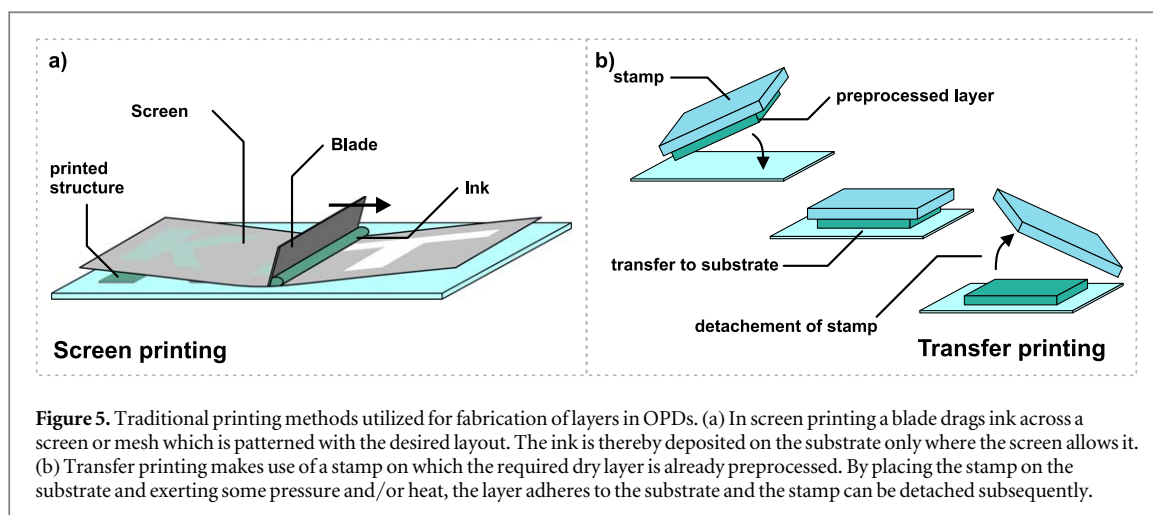 a)
Screen
Blade
printed
structure
Ink
K T
Screen printing
b)
stamp
preprocessed layer
transfer to substrate
detachement of stamp
Transfer printing
Figure 5. Traditional printing methods utilized for fabrication of layers in OPDs. (a) In screen printing a blade drags ink across a
screen or mesh which is patterned with the desired layout. The ink is thereby deposited on the substrate only where the screen allows it.
(b) Transfer printing makes use of a stamp on which the required dry layer is already preprocessed. By placing the stamp on the
substrate and exerting some pressure and/or heat, the layer adheres to the substrate and the stamp can be detached subsequently.